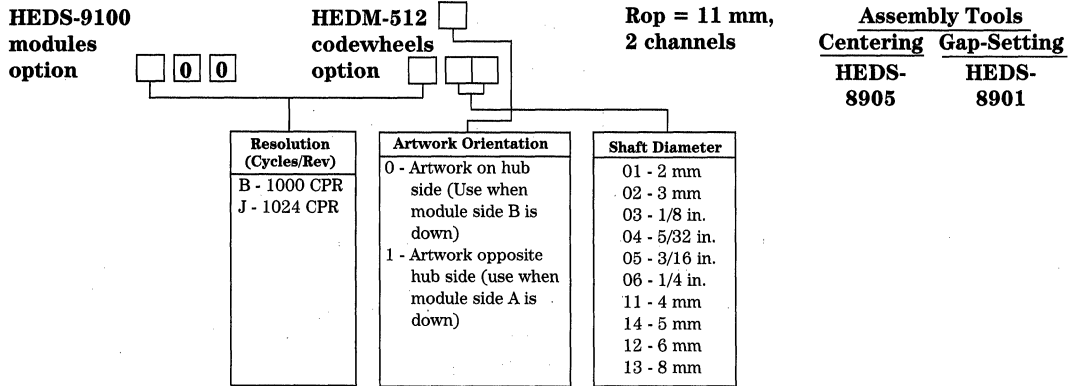 HEDS-9100
modules
option
0 0
HEDM-512
codewheels
option
Rop = 11 mm,
2 channels
Assembly Tools
Centering Gap-Setting
HEDS-
8905
HEDS-
8901
Resolution
(Cycles/Rev)
B - 1000 CPR
J - 1024 CPR
Artwork Orientation
0 - Artwork on hub
side (Use when
module side B is
down)
1 - Artwork opposite
hub side (use when
module side A is
down)
Shaft Diameter
01 - 2 mm
02 - 3 mm
03 - 1/8 in.
04 - 5/32 in.
05 - 3/16 in.
06 - 1/4 in.
11 - 4 mm
14 - 5 mm
12 - 6 mm
13 - 8 mm